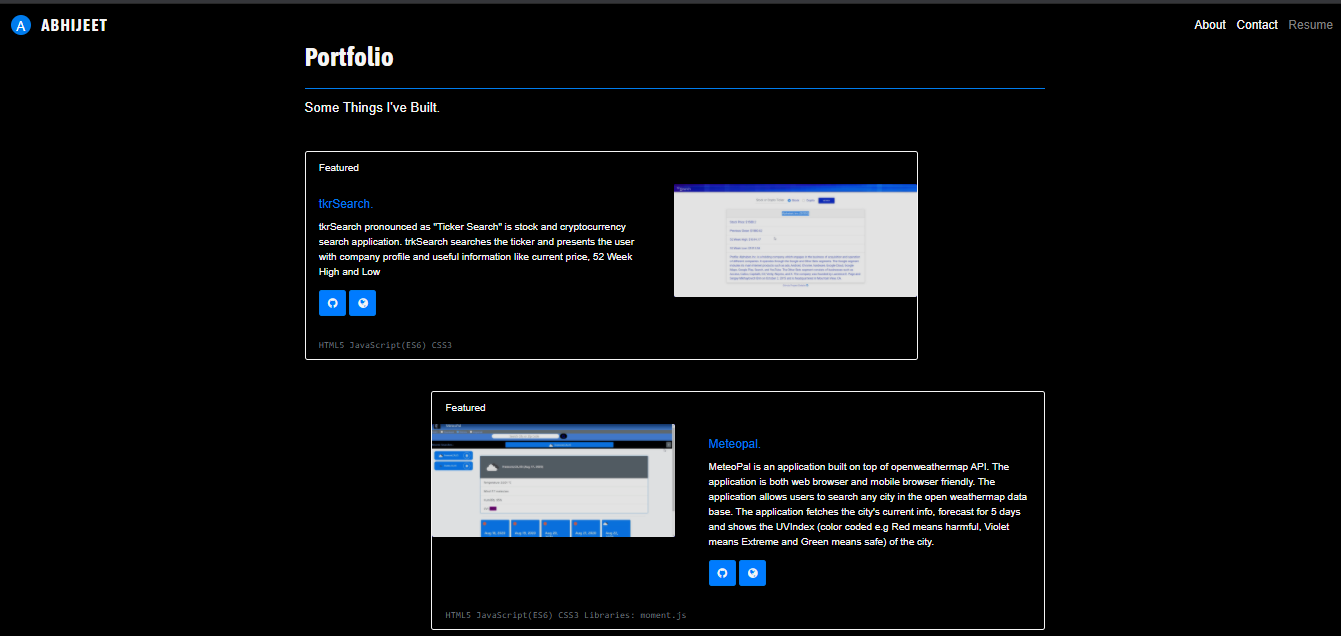 A ABHIJEET
About Contact Resume
Portfolio
Some Things I've Built.
Featured
tkrSearch.
tkrSearch pronounced as "Ticker Search" is stock and cryptocurrency
search application. trkSearch searches the ticker and presents the user
with company profile and useful information like current price, 52 Week
High and Low
HTML5 JavaScript(ES6) CSS3
Featured
Meteopal.
MeteoPal is an application built on top of openweathermap API. The
application is both web browser and mobile browser friendly. The
application allows users to search any city in the open weathermap data
base. The application fetches the city's current info, forecast for 5 days
and shows the UVIndex (color coded e.g Red means harmful, Violet
means Extreme and Green means safe) of the city.
HTML5 JavaScript(ES6) CSS3 Libraries: moment.js